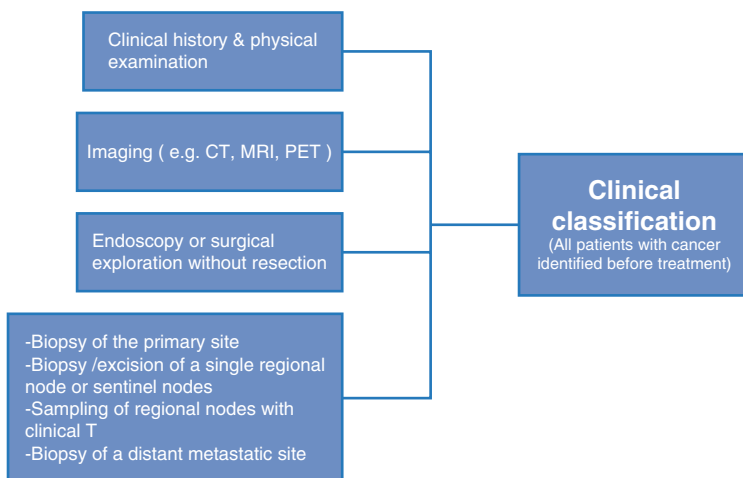 Clinical history & physical
examination
Imaging ( e.g. CT, MRI, PET )
Endoscopy or surgical
exploration without resection
-Biopsy of the primary site
-Biopsy /excision of a single regional
node or sentinel nodes
-Sampling of regional nodes with
clinical T
-Biopsy of a distant metastatic site
Clinical
classification
(All patients with cancer
identified before treatment)